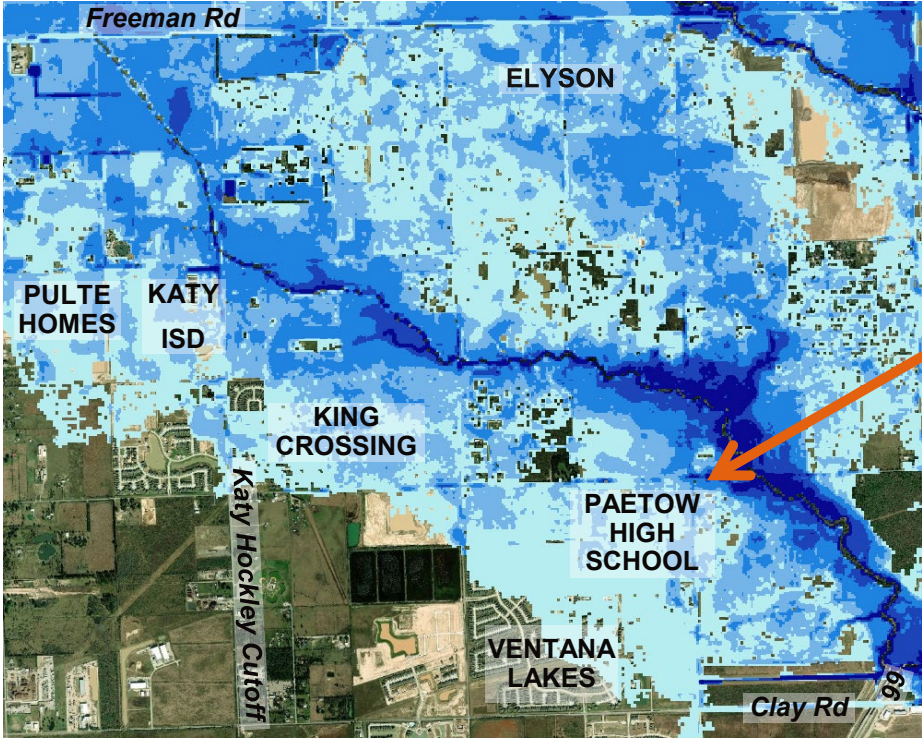 Freeman Rd
ELYSON
PULTE
HOMES
KATY
ISD
KING
CROSSING
Katy Hockley Cutoff
PAETOW
HIGH
SCHOOL
VENTANA
LAKES
Clay Rd
99